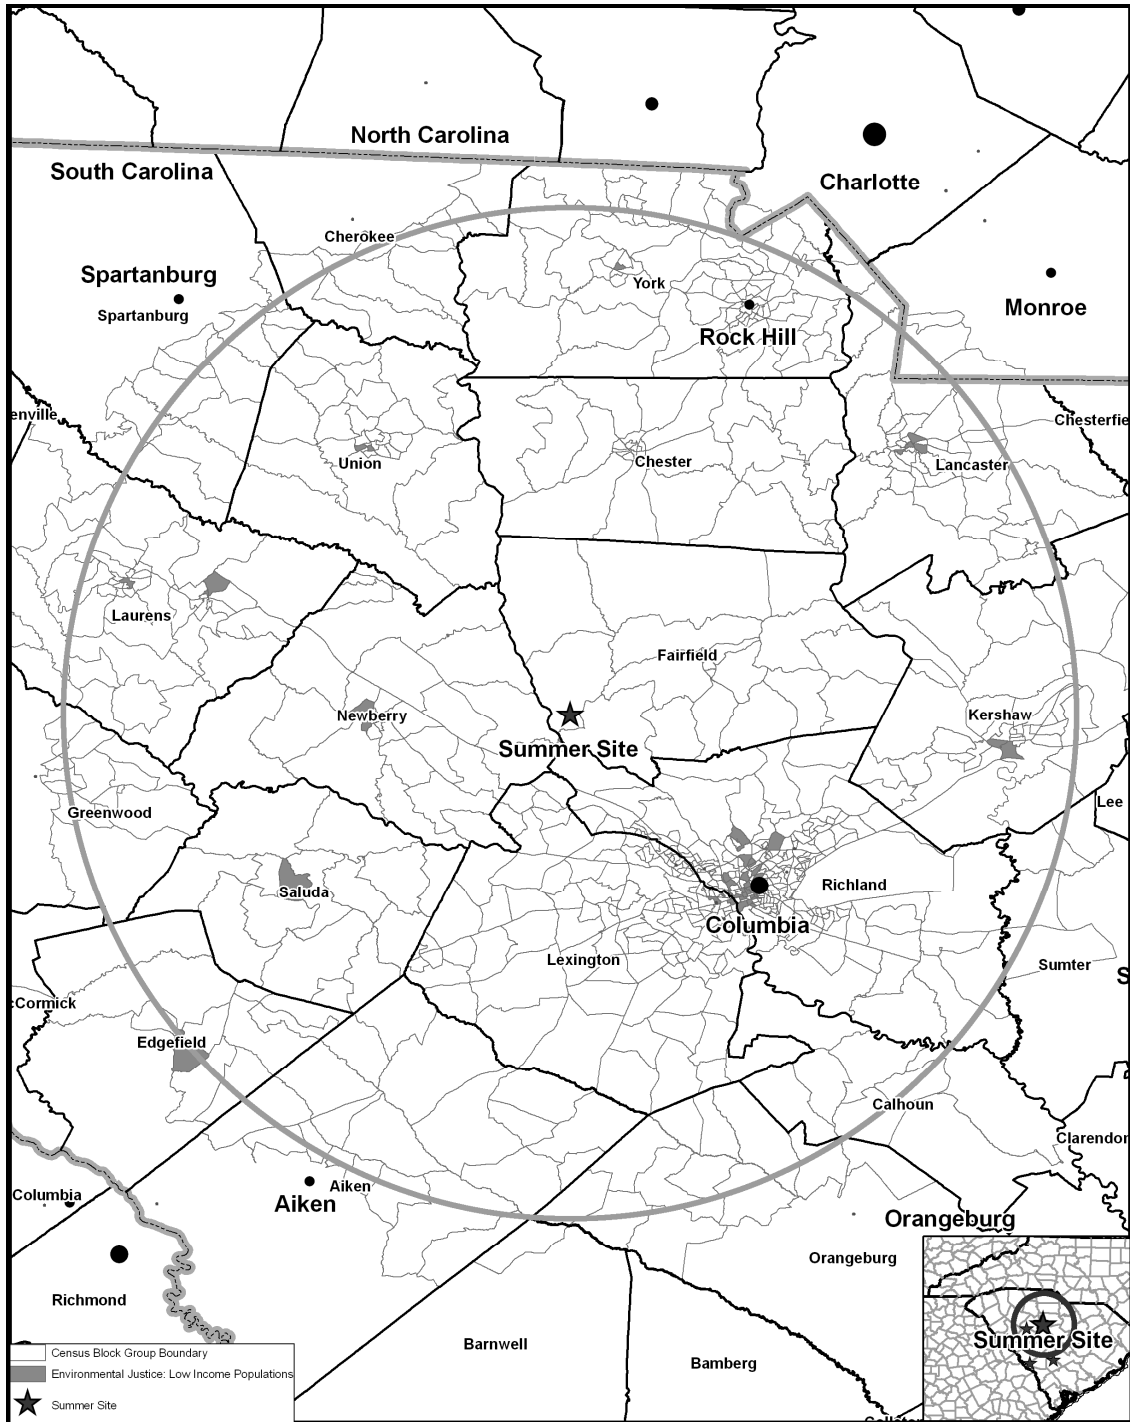 North Carolina
South Carolina
Charlotte
Cherokee
Spartanburg
Spartanburg
York
Monroe
Rock Hill
enville
Chesterfie
Union
Chester
Lancaster
Laurens
Fairfield
Newberry
Kershaw
Summer Site
Lee
Greenwood
Saluda
Richland
Columbia
Lexington
Sumter
S
cCormick
Edgefield
Calhoun
Clarendon
Columbia
Aiken
Aiken
Orangeburg
Orangeburg
Richmond
Barnwell
Bamberg
Summer Site
Census Block Group Boundary
Environmental Justice: Low Income Populations
Summer Site